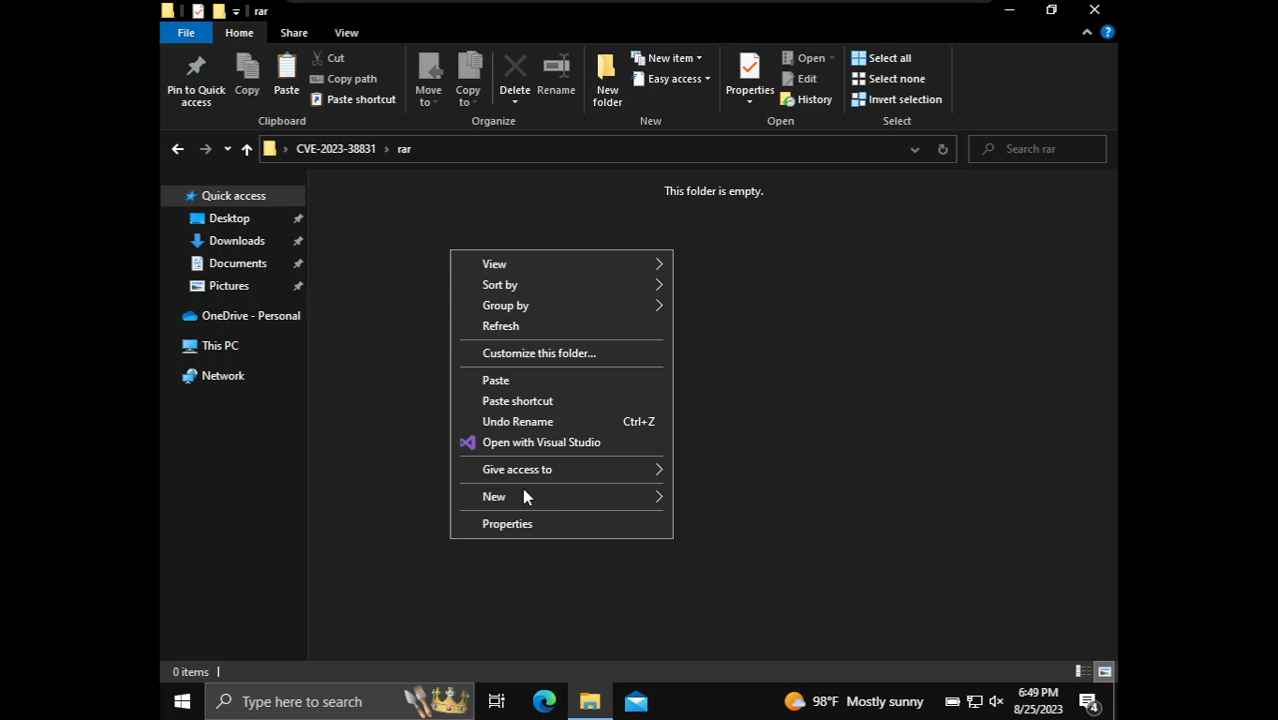 rar
File Home Share View
Pin to Quick access
Copy
Paste
Cut
Copy path
Paste shortcut
Clipboard
Move to
Copy to
Delete
Rename
Organize
New folder
New item
Easy access
New
Properties
Open
Edit
History
Open
Select all
Select none
Invert selection
Select
CVE-2023-38831 rar
Search rar
This folder is empty.
Quick access
Desktop
Downloads
Documents
Pictures
OneDrive - Personal
This PC
Network
View
Sort by
Group by
Refresh
Customize this folder...
Paste
Paste shortcut
Undo Rename Ctrl+Z
Open with Visual Studio
Give access to
New
Properties
0 items
Type here to search
98°F Mostly sunny
6:49 PM
8/25/2023
4